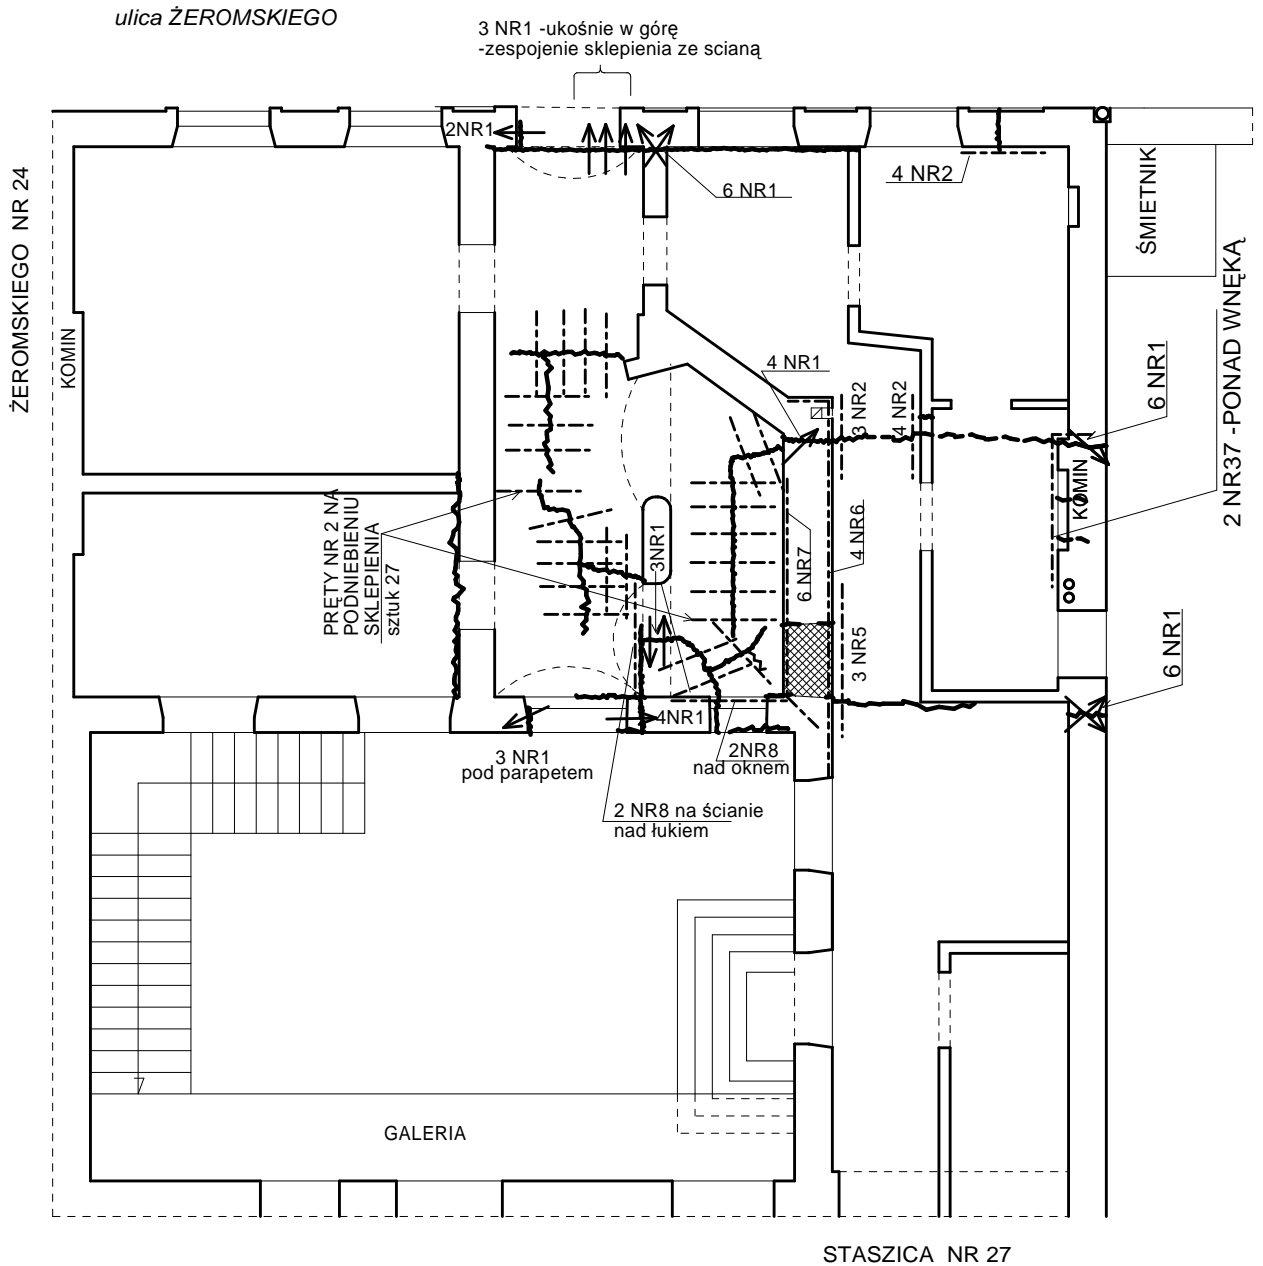 ulica ŻEROMSKIEGO
3 NR1 -ukośnie w górę
-zespojenie sklepienia ze scianą
2NR1
6 NR1
4 NR2
ŚMIETNIK
ŻEROMSKIEGO NR 24
KOMIN
4 NR1
3 NR2
4 NR2
6 NR1
2 NR37 -PONAD WNĘKĄ
KOMIN
PRĘTY NR 2 NA
PODNIEBIENIU
SKLEPIENIA
sztuk 27
3NR1
6 NR7
4 NR6
3 NR5
6 NR1
4NR1
3 NR1
pod parapetem
2NR8
nad oknem
2 NR8 na ścianie
nad łukiem
GALERIA
STASZICA NR 27